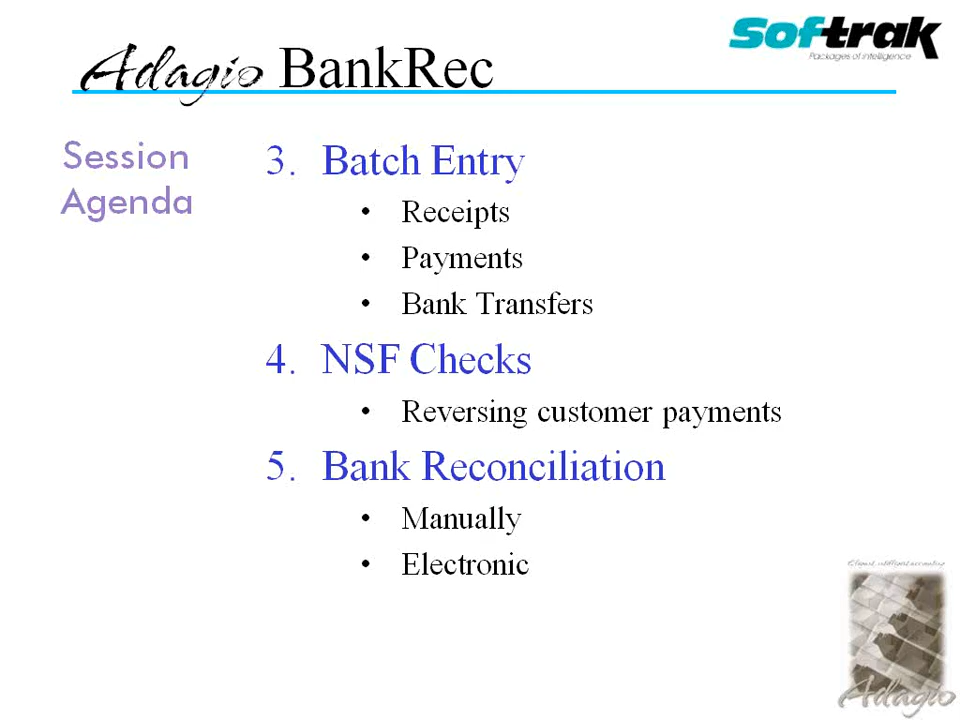 Softrak
Packages of Intelligence
Adagio BankRec
Session
Agenda
3. Batch Entry
• Receipts
• Payments
• Bank Transfers
4. NSF Checks
• Reversing customer payments
5. Bank Reconciliation
• Manually
• Electronic
Adagio